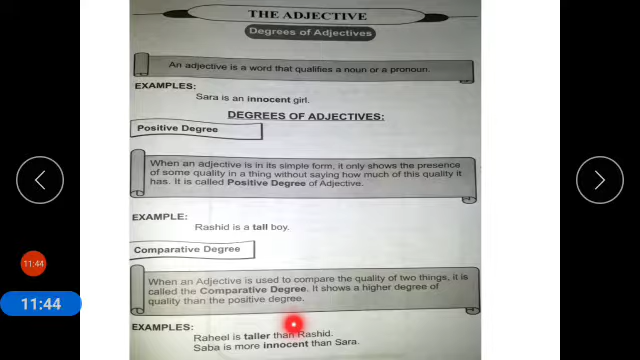 THE ADJECTIVE
Degrees of Adjectives
An adjective is a word that qualifies a noun or a pronoun.
EXAMPLES:
Sara is an innocent girl.
DEGREES OF ADJECTIVES:
Positive Degree
When an adjective is in its simple form, it only shows the presence
of some quality in a thing without saying how much of this quality it
has. It is called Positive Degree of Adjective.
EXAMPLE:
Rashid is a tall boy.
Comparative Degree
11:44
11:44
When an Adjective is used to compare the quality of two things, it is
called the Comparative Degree. It shows a higher degree of
quality than the positive degree.
EXAMPLES:
Raheel is taller than Rashid.
Saba is more innocent than Sara.